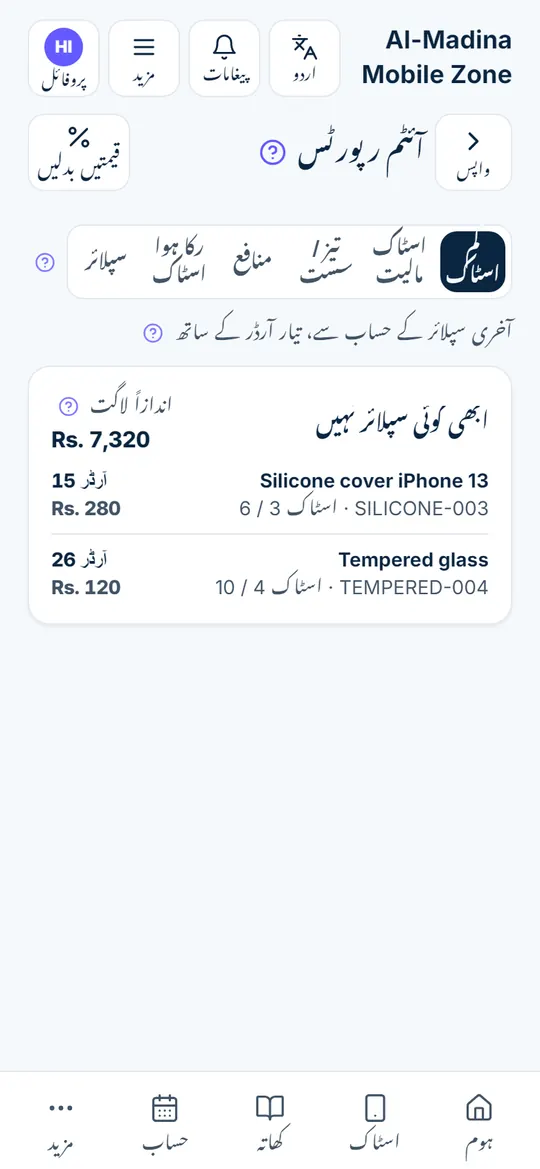 Al-Madina
Mobile Zone
اردو
پیغامات
مزید
HI
پروفائل
واپس
آئٹم رپورٹس
?
%
قیمتیں بدلیں
کم
اسٹاک
اسٹاک
مالیت
تیز /
سست
منافع
رکا ہوا
اسٹاک
سپلائر
?
آخری سپلائر کے حساب سے، تیار آرڈر کے ساتھ
?
ابھی کوئی سپلائر نہیں
اندازاً لاگت
?
Rs. 7,320
Silicone cover iPhone 13
آرڈر 15
SILICONE-003 · اسٹاک 3 / 6
Rs. 280
Tempered glass
آرڈر 26
TEMPERED-004 · اسٹاک 4 / 10
Rs. 120
ہوم
اسٹاک
کھاتہ
حساب
مزید